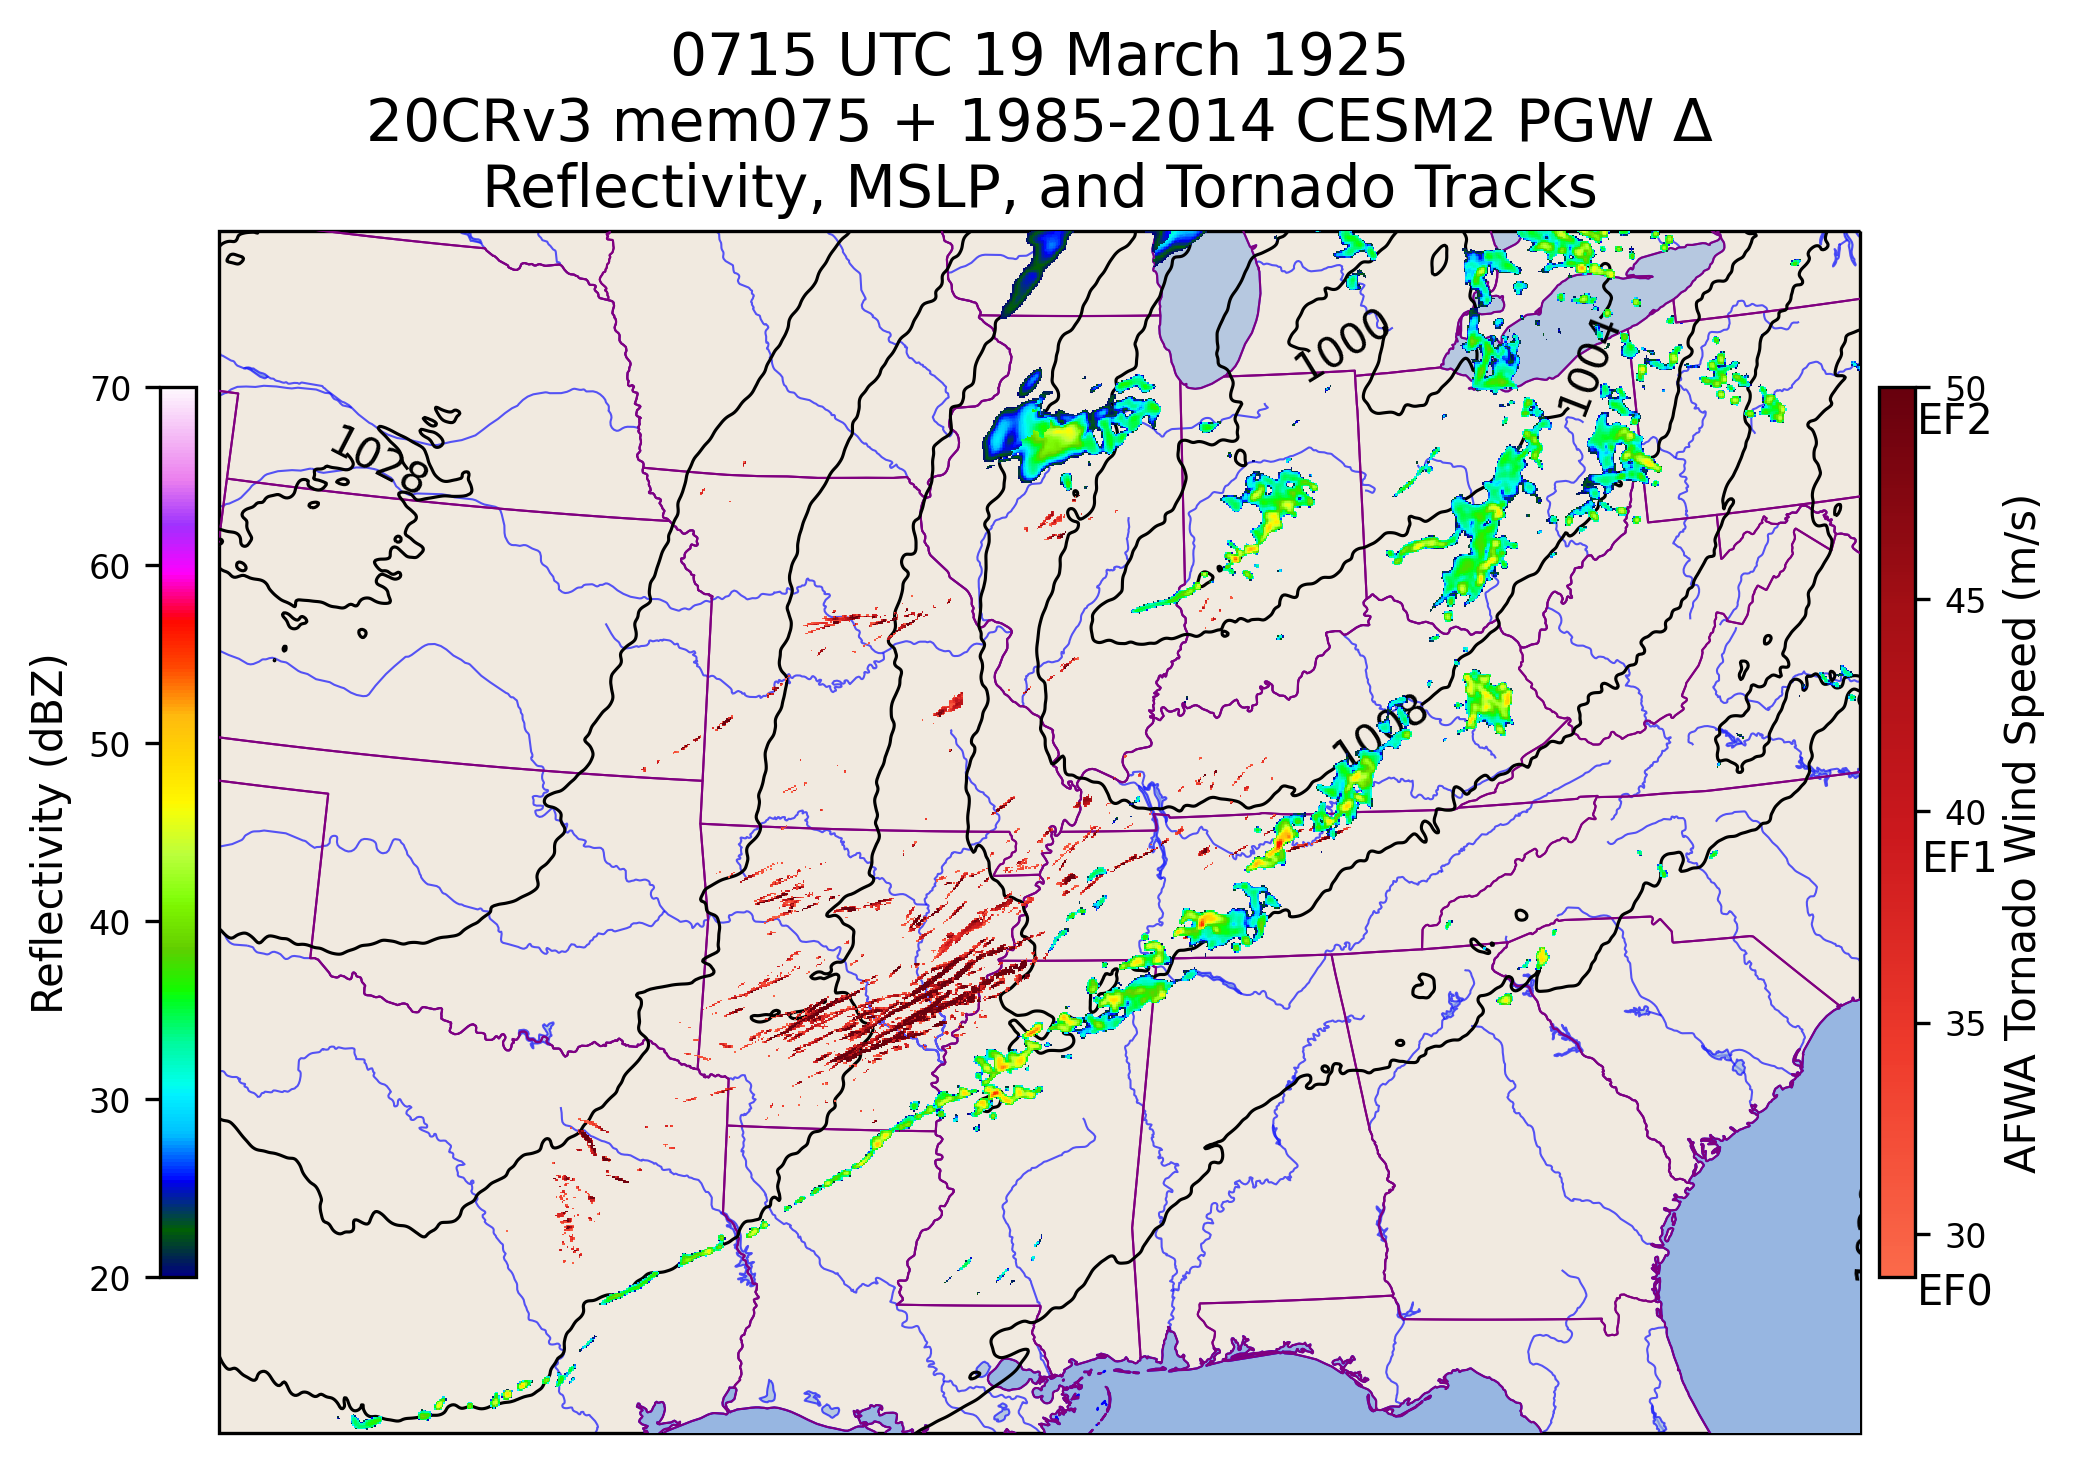 0715 UTC 19 March 1925
20CRv3 mem075 + 1985-2014 CESM2 PGW Δ
Reflectivity, MSLP, and Tornado Tracks
70
60
50
40
30
20
Reflectivity (dBZ)
1028
1000
1004
1008
50
EF2
45
40
EF1
35
30
EF0
AFWA Tornado Wind Speed (m/s)